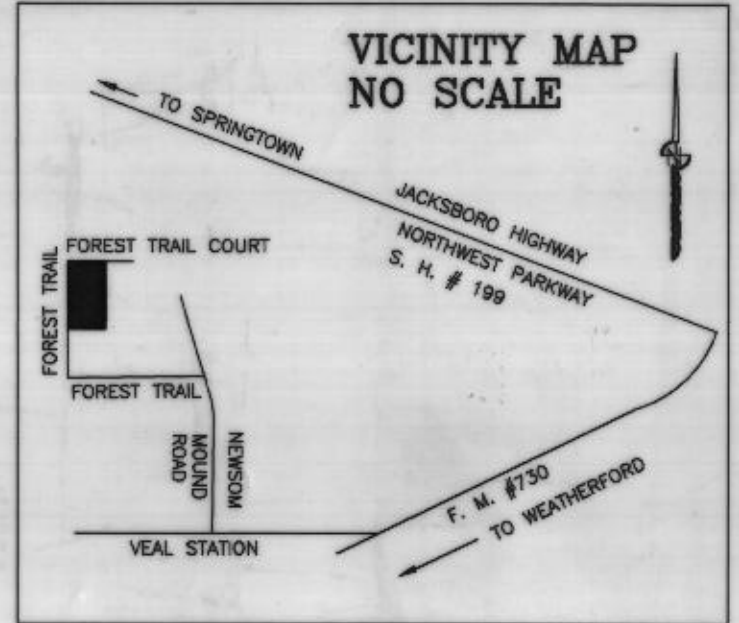 VICINITY MAP
NO SCALE
TO SPRINGTOWN
JACKSBORO HIGHWAY
NORTHWEST PARKWAY
S. H. # 199
FOREST TRAIL COURT
FOREST TRAIL
FOREST TRAIL
NEWSOM
MOUND
ROAD
F. M. #730
TO WEATHERFORD
VEAL STATION